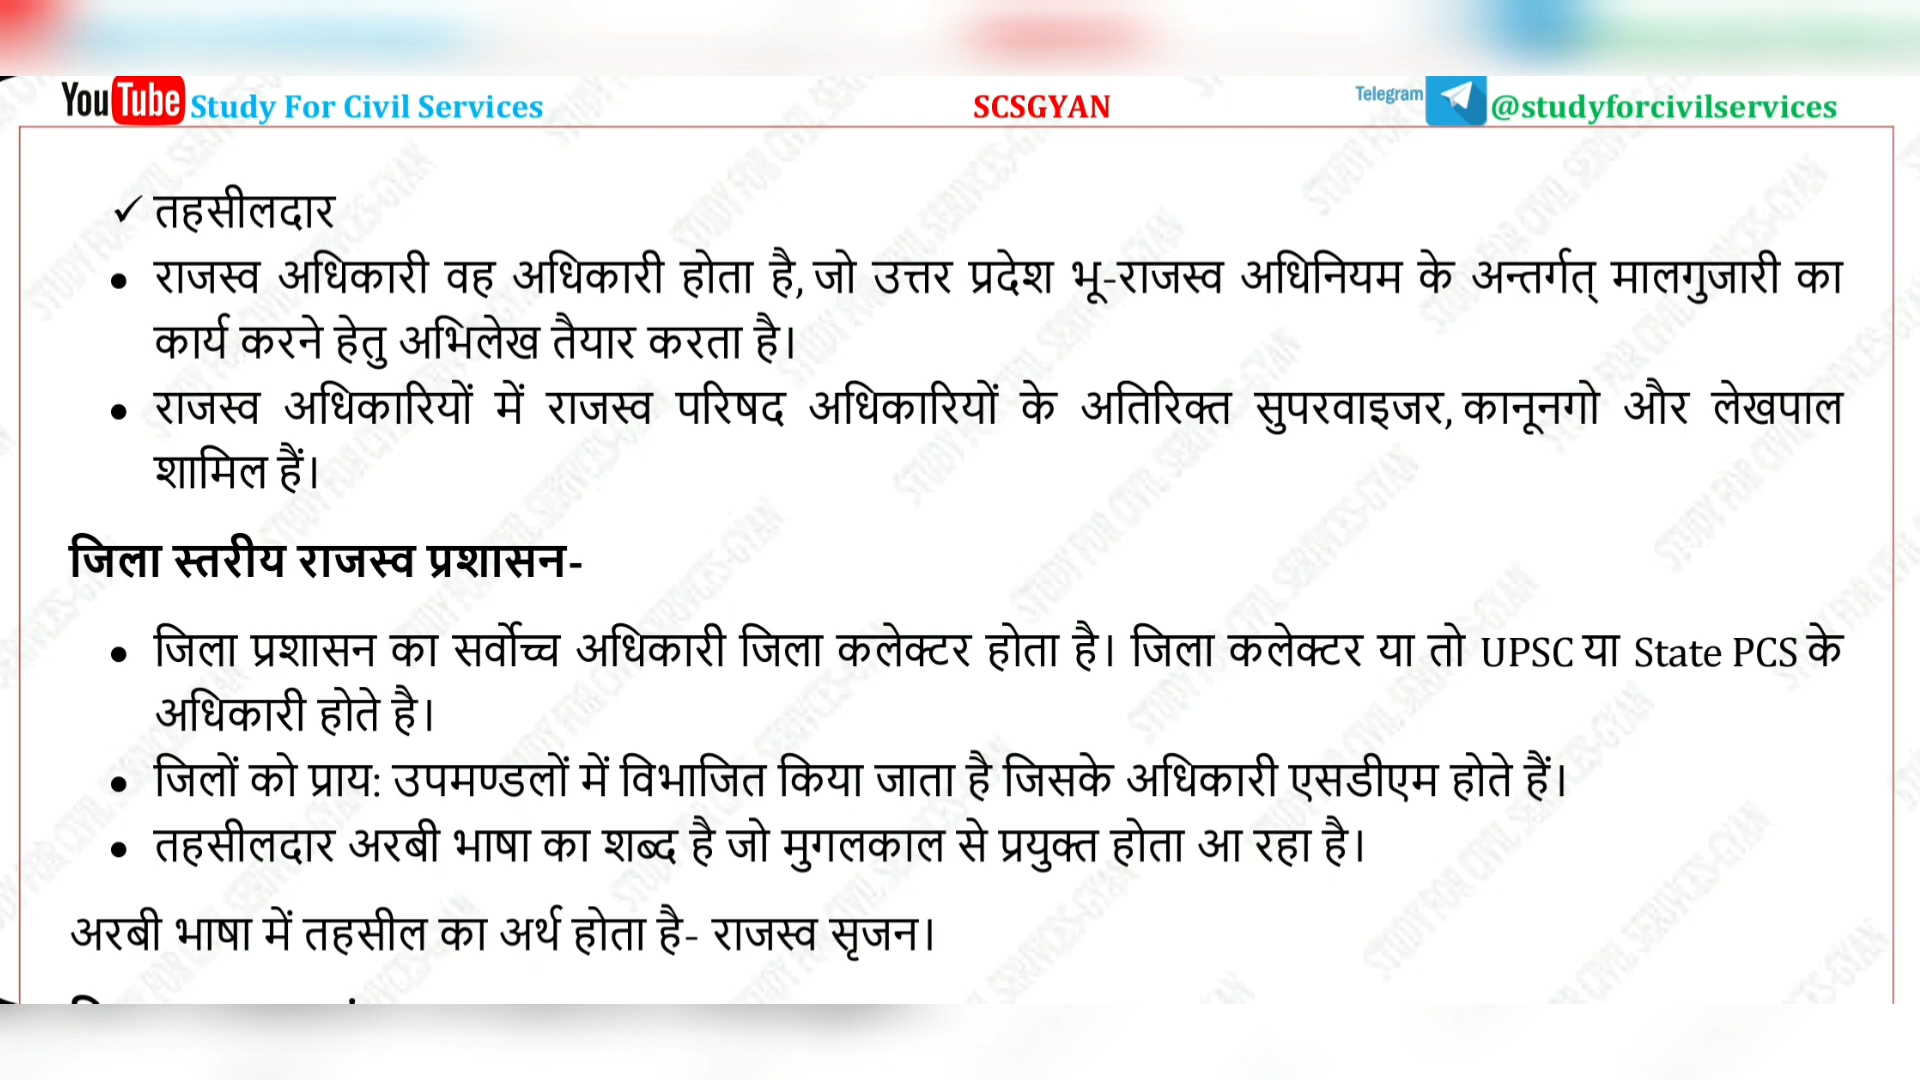 YouTube Study For Civil Services SCSGYAN Telegram @studyforcivilservices
✓ तहसीलदार
• राजस्व अधिकारी वह अधिकारी होता है, जो उत्तर प्रदेश भू-राजस्व अधिनियम के अन्तर्गत् मालगुजारी का
कार्य करने हेतु अभिलेख तैयार करता है।
• राजस्व अधिकारियों में राजस्व परिषद अधिकारियों के अतिरिक्त सुपरवाइजर, कानूनगो और लेखपाल
शामिल हैं।
जिला स्तरीय राजस्व प्रशासन-
• जिला प्रशासन का सर्वोच्च अधिकारी जिला कलेक्टर होता है। जिला कलेक्टर या तो UPSC या State PCS के
अधिकारी होते है।
• जिलों को प्राय: उपमण्डलों में विभाजित किया जाता है जिसके अधिकारी एसडीएम होते हैं।
• तहसीलदार अरबी भाषा का शब्द है जो मुगलकाल से प्रयुक्त होता आ रहा है।
अरबी भाषा में तहसील का अर्थ होता है- राजस्व सृजन।